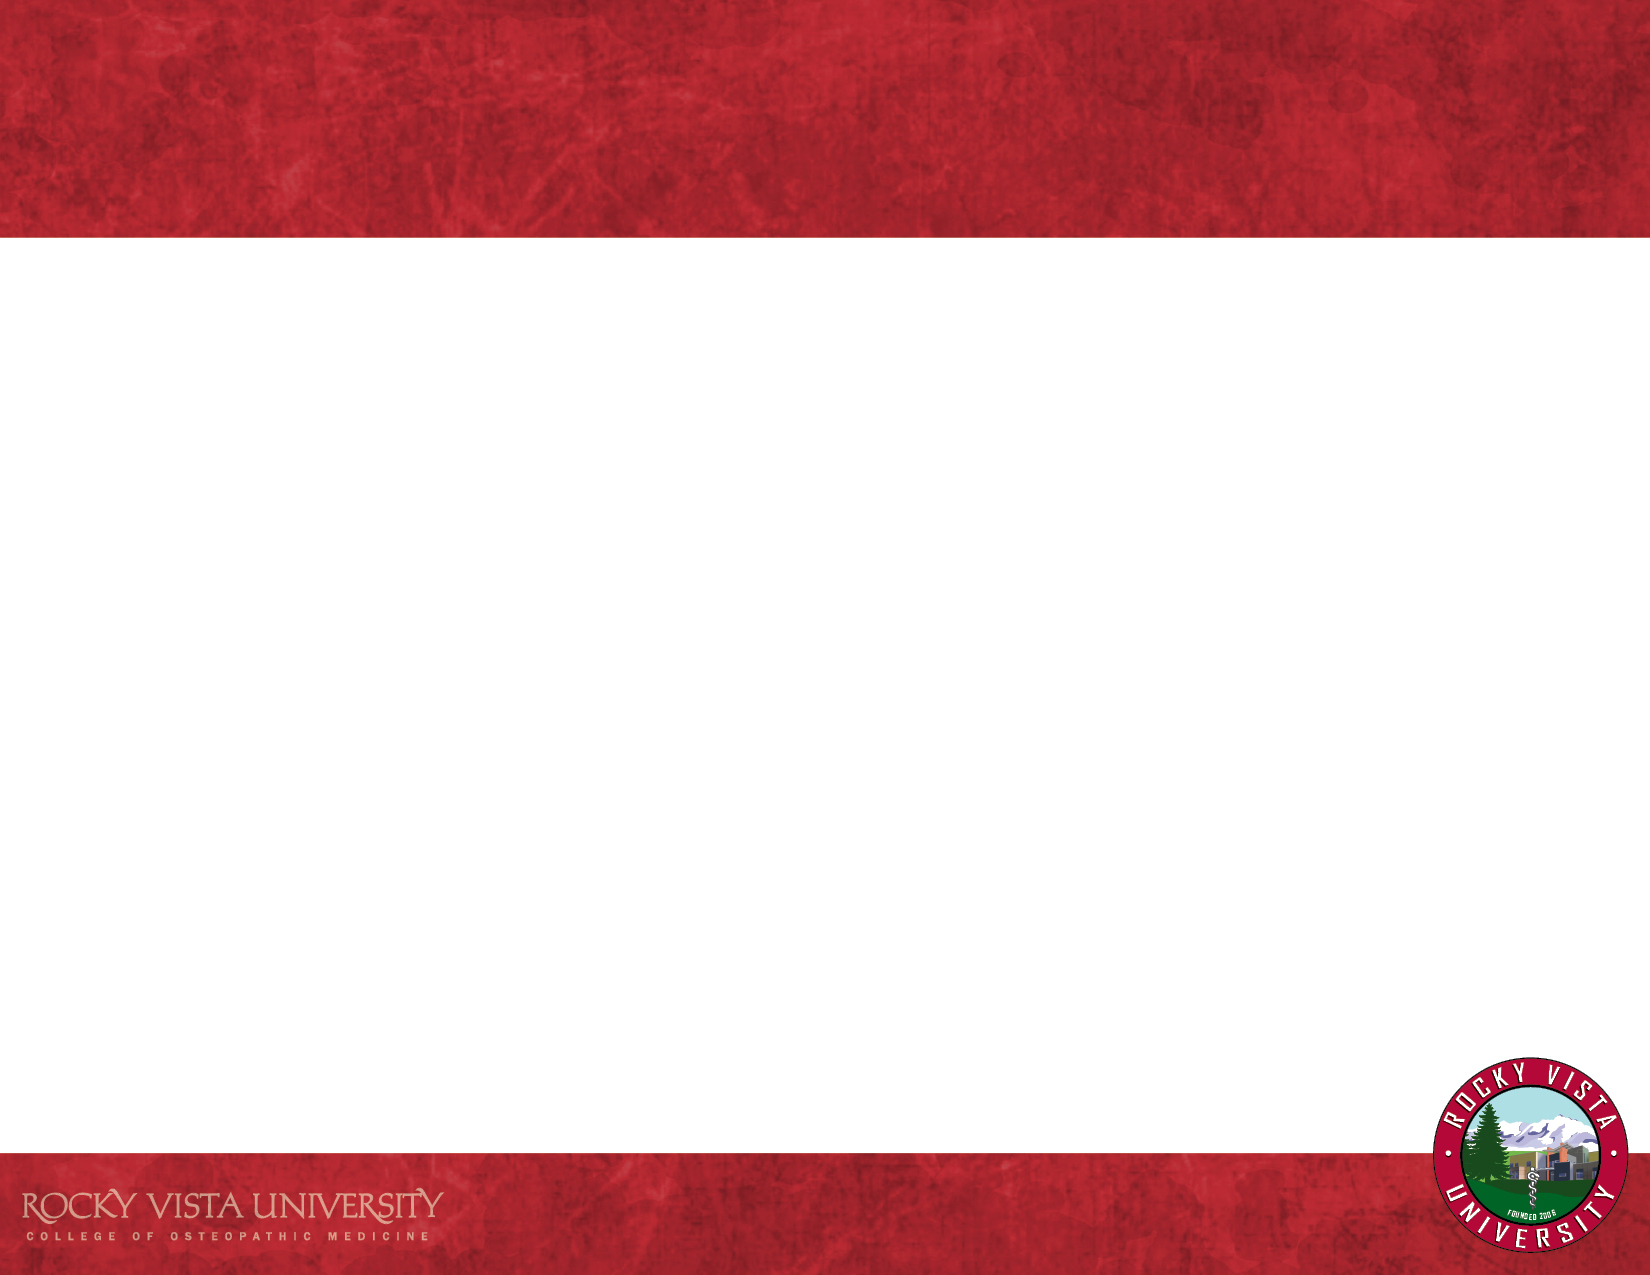 ROCKY VISTA UNIVERSITY
COLLEGE OF OSTEOPATHIC MEDICINE
ROCKY VISTA
UNIVERSITY
FOUNDED 2006